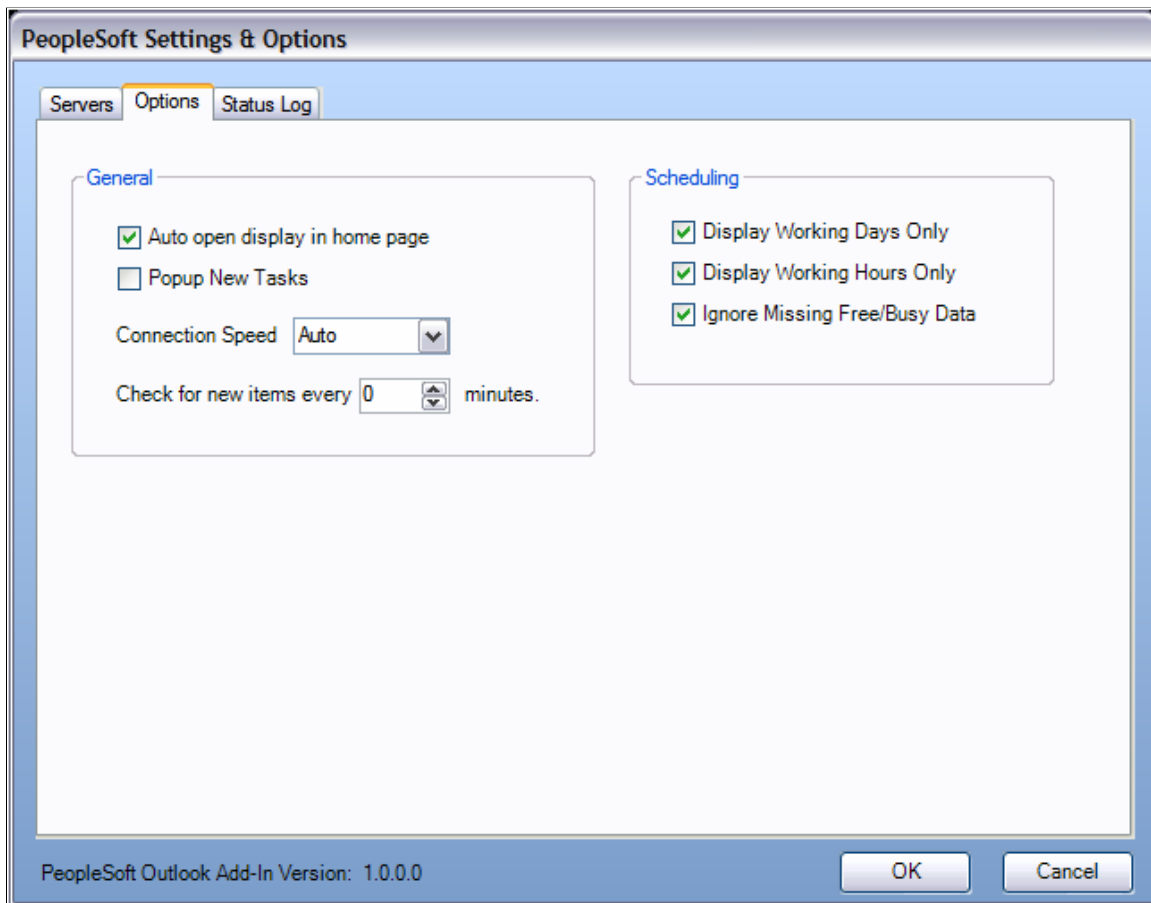 PeopleSoft Settings & Options
Servers Options Status Log
General
Auto open display in home page
Popup New Tasks
Connection Speed Auto
Check for new items every 0 minutes.
Scheduling
Display Working Days Only
Display Working Hours Only
Ignore Missing Free/Busy Data
PeopleSoft Outlook Add-In Version: 1.0.0.0
OK Cancel